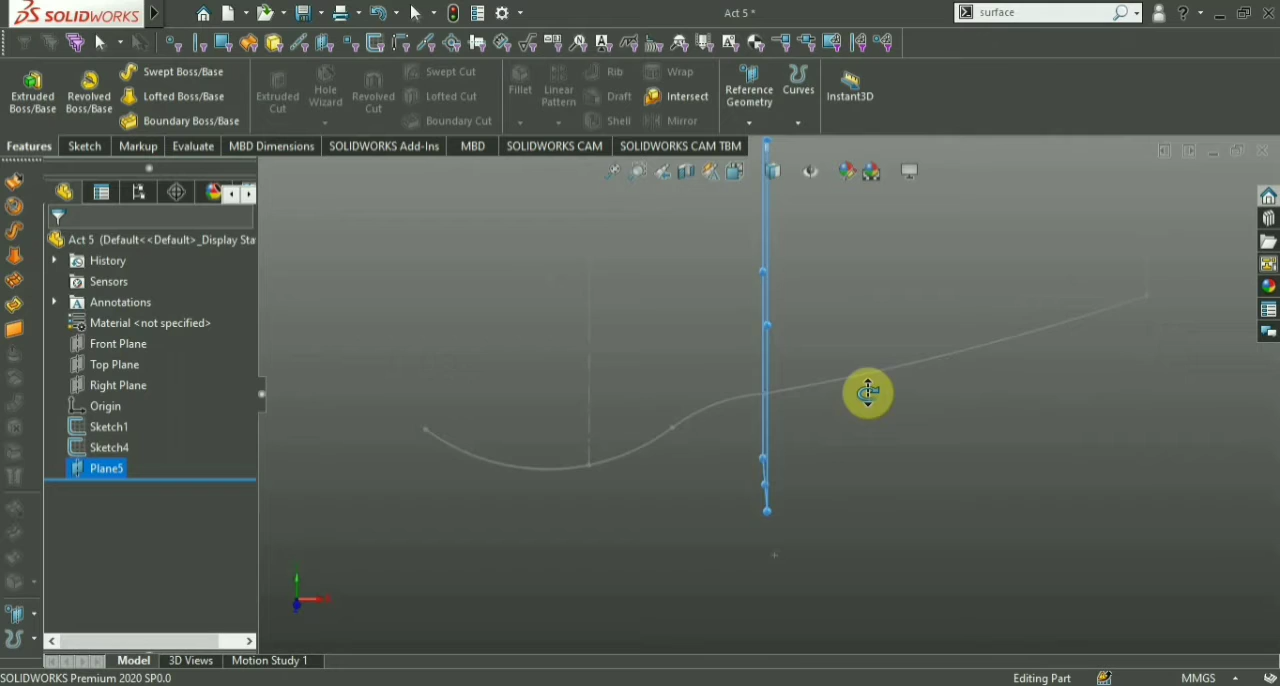 SOLIDWORKS
Act 5 *
surface
?
Extruded Boss/Base
Revolved Boss/Base
Swept Boss/Base
Lofted Boss/Base
Boundary Boss/Base
Extruded Cut
Hole Wizard
Revolved Cut
Swept Cut
Lofted Cut
Boundary Cut
Fillet
Linear Pattern
Rib
Draft
Shell
Wrap
Intersect
Mirror
Reference Geometry
Curves
Instant3D
Features
Sketch
Markup
Evaluate
MBD Dimensions
SOLIDWORKS Add-Ins
MBD
SOLIDWORKS CAM
SOLIDWORKS CAM TBM
Act 5 (Default<<Default>_Display Sta
History
Sensors
Annotations
Material <not specified>
Front Plane
Top Plane
Right Plane
Origin
Sketch1
Sketch4
Plane5
Model
3D Views
Motion Study 1
SOLIDWORKS Premium 2020 SP0.0
Editing Part
MMGS